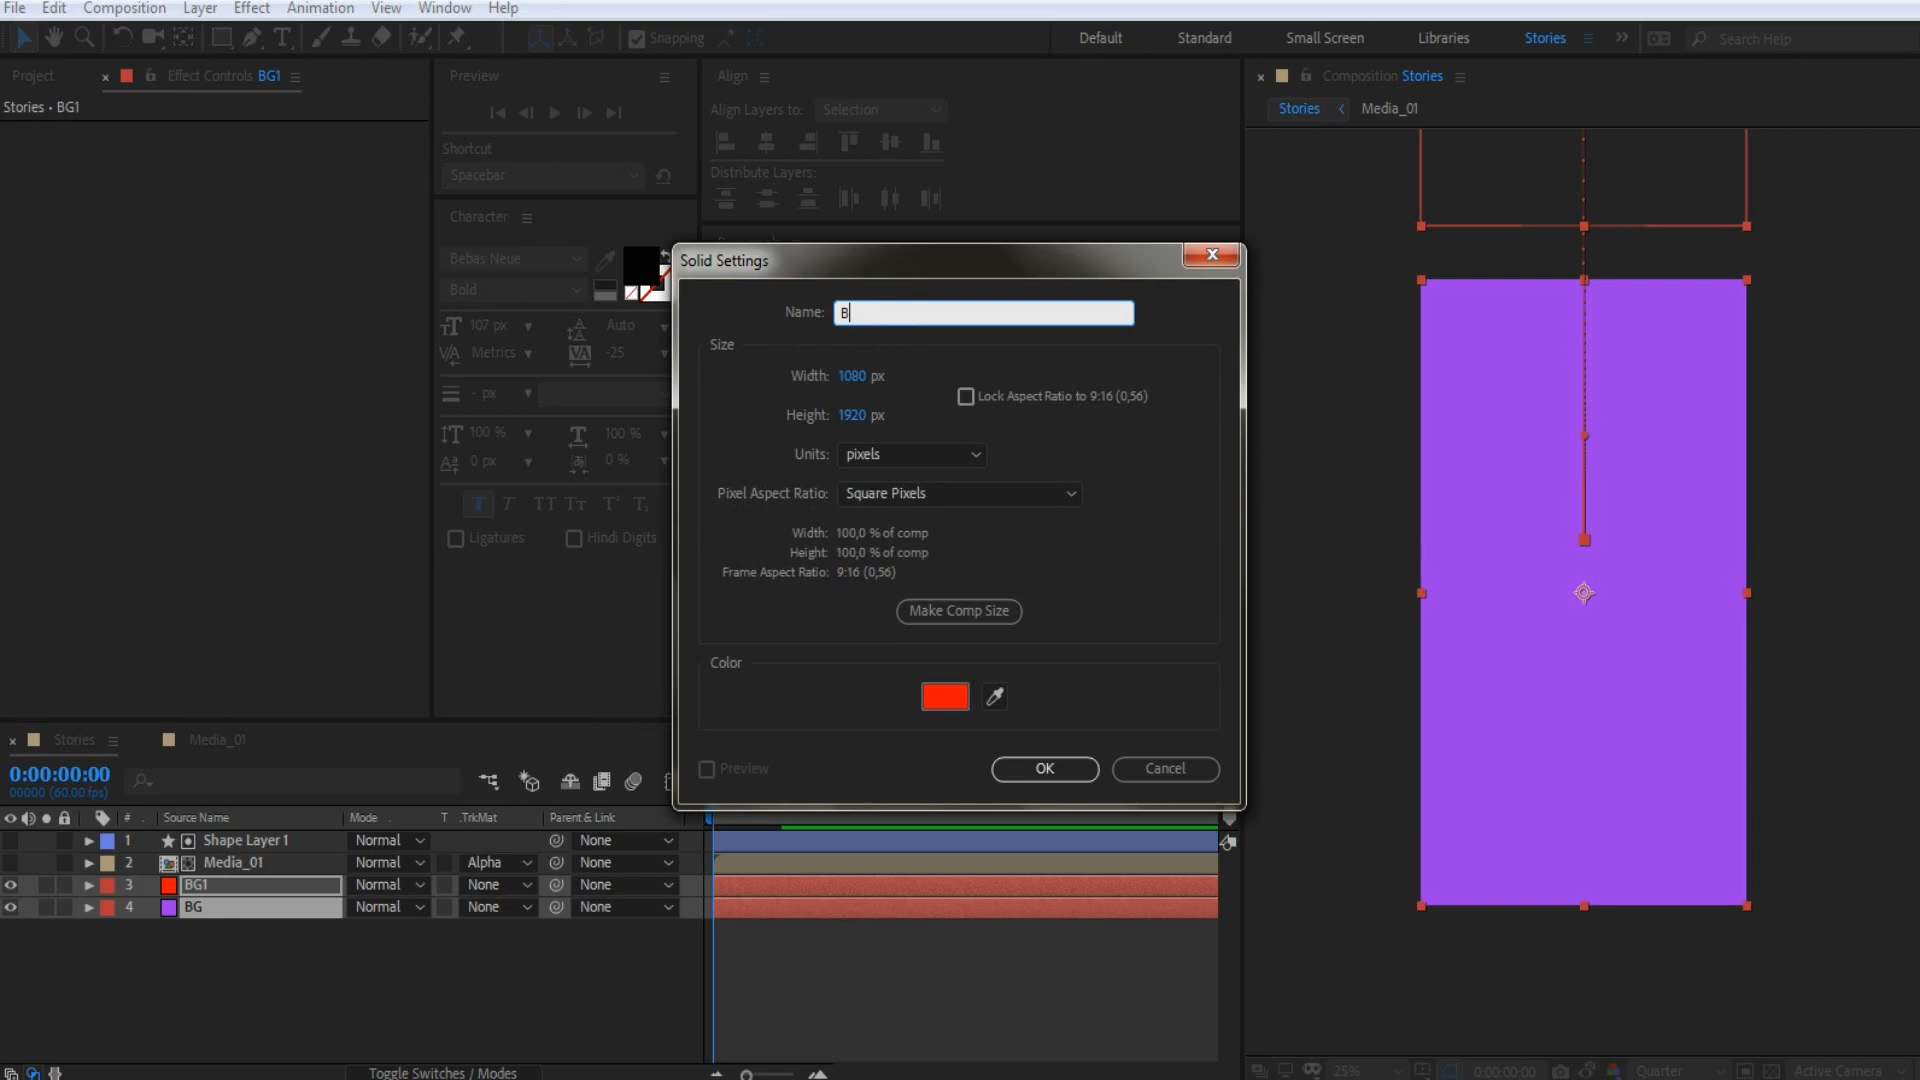 File Edit Composition Layer Effect Animation View Window Help
Snapping Default Standard Small Screen Libraries Stories Search Help
Project Effect Controls BG1
Stories • BG1
Preview
Shortcut
Spacebar
Character
Bebas Neue
Bold
107 px Auto
Metrics -25
- px
100 % 100 %
0 px 0 %
Ligatures Hindi Digits
Align
Align Layers to: Selection
Distribute Layers:
Composition Stories
Stories Media_01
Solid Settings
Name: B
Size
Width: 1080 px
Lock Aspect Ratio to 9:16 (0,56)
Height: 1920 px
Units: pixels
Pixel Aspect Ratio: Square Pixels
Width: 100,0 % of comp
Height: 100,0 % of comp
Frame Aspect Ratio: 9:16 (0,56)
Make Comp Size
Color
Preview OK Cancel
Stories Media_01
0:00:00:00
00000 (60.00 fps)
# Source Name Mode T .TrkMat Parent & Link
1 Shape Layer 1 Normal None
2 Media_01 Normal Alpha None
3 BG1 Normal None None
4 BG Normal None None
Toggle Switches / Modes
25% 0:00:00:00 Quarter Active Camera